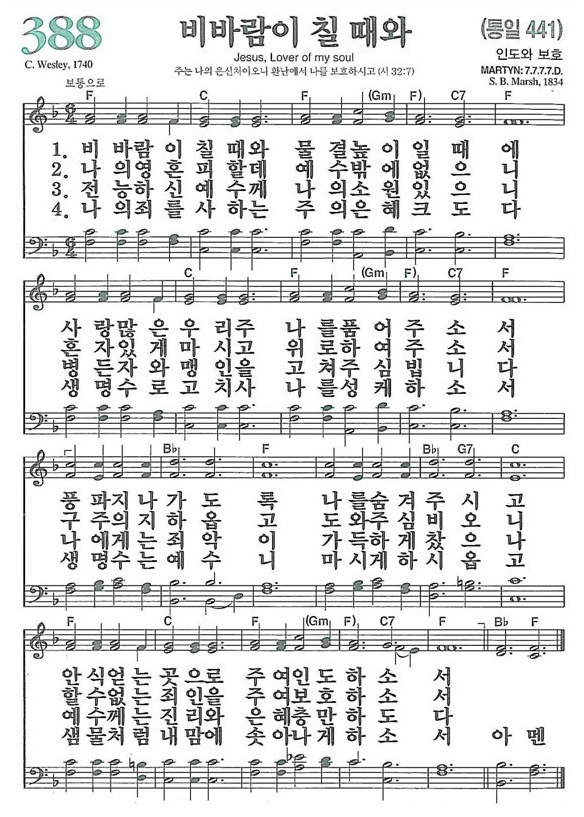 388 비바람이 칠 때와 (통일 441)
C. Wesley, 1740 Jesus, Lover of my soul 인도와 보호
주는 나의 은신처이오니 환난에서 나를 보호하시고 (시 32:7) MARTYN: 7.7.7.7.D.
S. B. Marsh, 1834
보통으로
F C F (Gm F) C7 F
6/4
1. 비 바 람 이 칠 때 와 물 결 높 이 일 때 에
2. 나 의 영 혼 피 할 데 예 수 밖 에 없 으 니
3. 전 능 하 신 예 수 께 나 의 소 원 있 으 니
4. 나 의 죄 를 사 하 는 주 의 은 혜 크 도 다
6/4
C F (Gm F) C7 F
사 랑 많 은 우 리 주 나 를 품 어 주 소 서
혼 자 있 게 마 시 고 위 로 하 여 주 소 서
병 든 자 와 맹 인 을 고 쳐 주 심 빕 니 다
생 명 수 로 고 치 사 나 를 성 케 하 소 서
B♭ F B♭ G7 C
풍 파 지 나 가 도 록 나 를 숨 겨 주 시 고
구 주 의 지 하 옵 고 도 와 주 심 비 오 니
나 에 게 는 죄 악 이 가 득 하 게 찼 으 나
생 명 수 는 예 수 니 마 시 게 하 시 옵 고
F C F (Gm F) C7 F B♭ F
안 식 얻 는 곳 으 로 주 여 인 도 하 소 서
할 수 없 는 죄 인 을 주 여 보 호 하 소 서
예 수 께 는 진 리 와 은 혜 충 만 하 도 다
샘 물 처 럼 내 맘 에 솟 아 나 게 하 소 서 아 멘